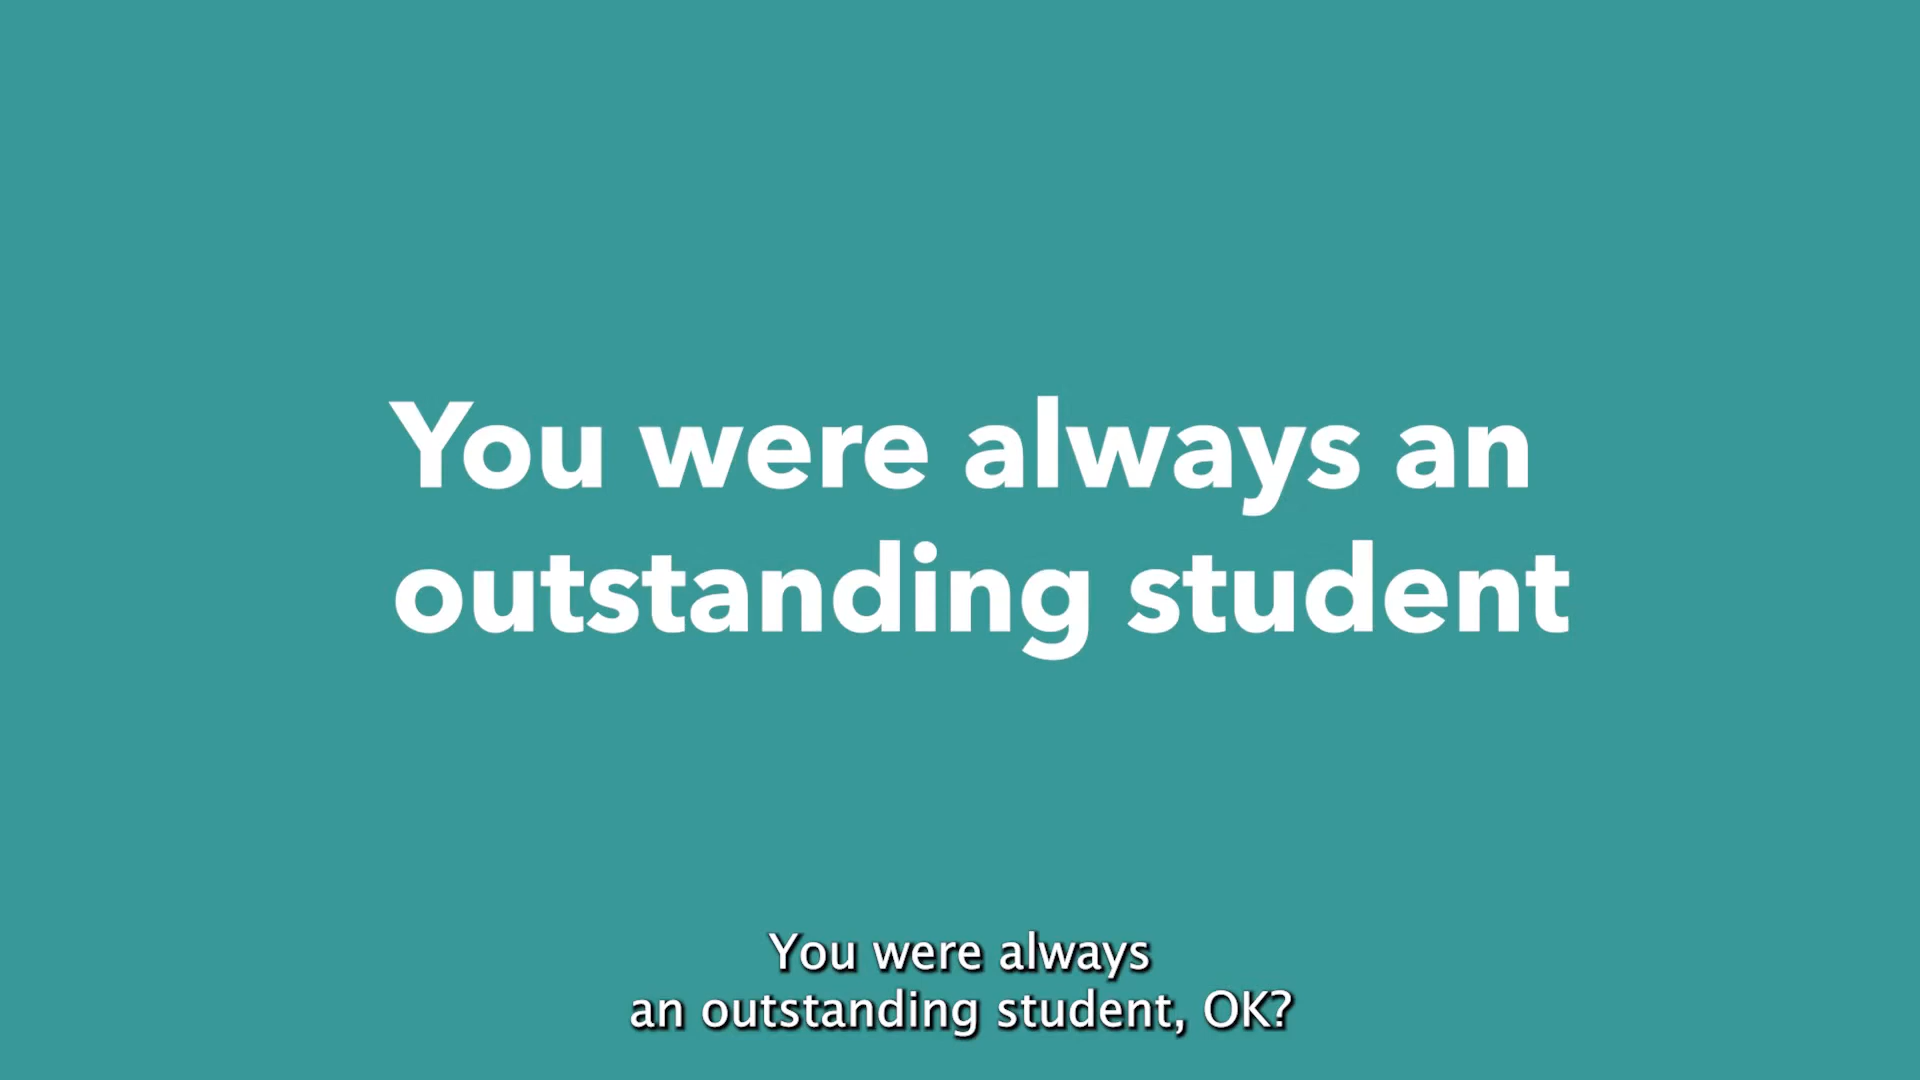 You were always an
outstanding student
You were always
an outstanding student, OK?